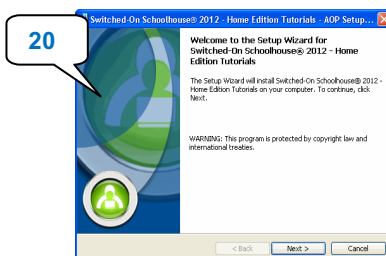 20
Switched-On Schoolhouse® 2012 - Home Edition Tutorials - AOP Setup...
Welcome to the Setup Wizard for
Switched-On Schoolhouse® 2012 - Home
Edition Tutorials
The Setup Wizard will install Switched-On Schoolhouse® 2012 -
Home Edition Tutorials on your computer. To continue, click
Next.
WARNING: This program is protected by copyright law and
international treaties.
< Back Next > Cancel